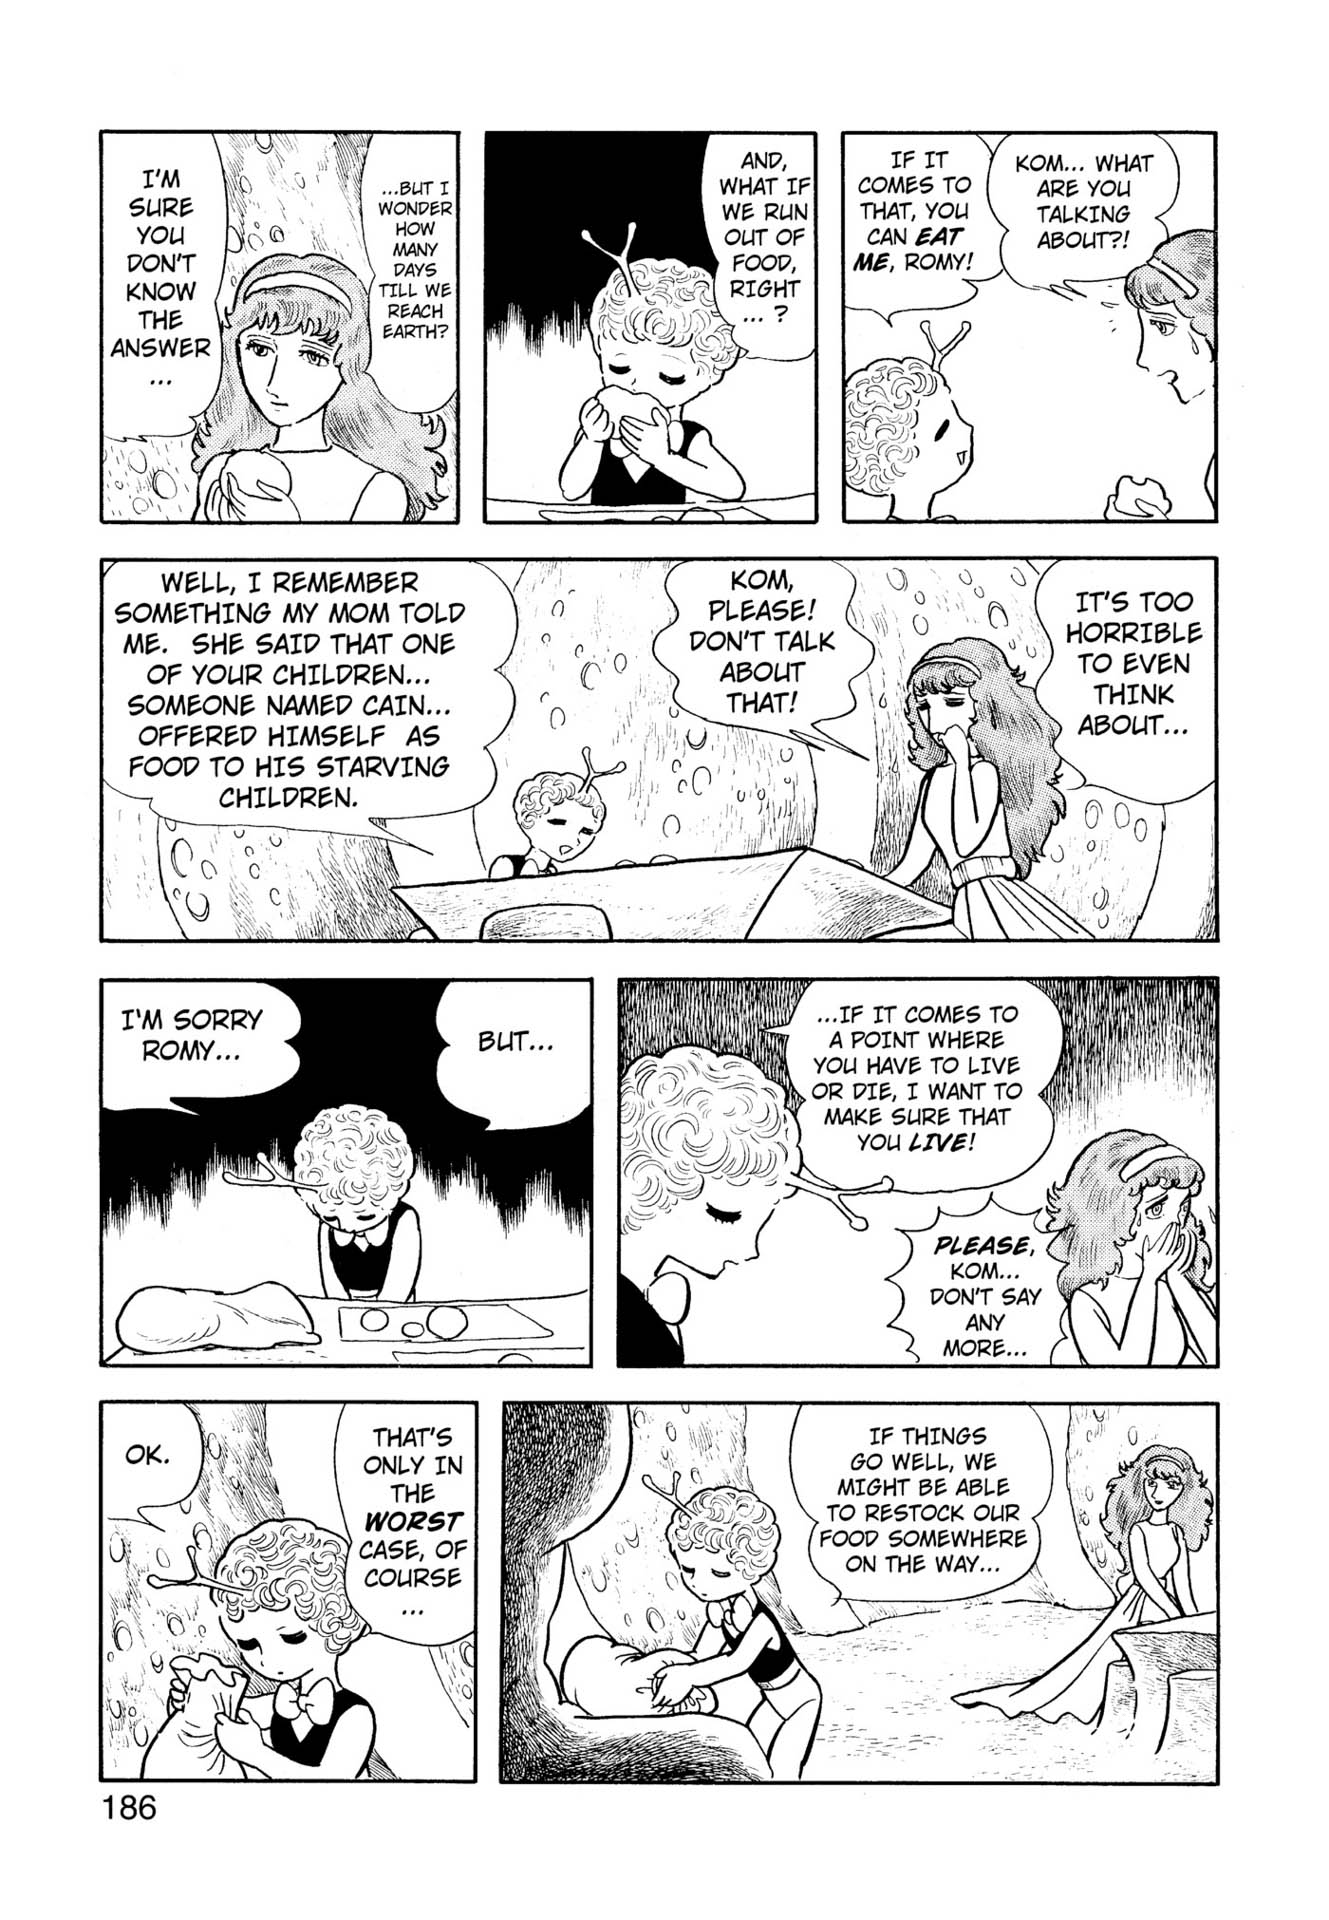 I'M
SURE
YOU
DON'T
KNOW
THE
ANSWER
...
...BUT I
WONDER
HOW
MANY
DAYS
TILL WE
REACH
EARTH?
AND,
WHAT IF
WE RUN
OUT OF
FOOD,
RIGHT
... ?
IF IT
COMES TO
THAT, YOU
CAN EAT
ME, ROMY!
KOM... WHAT
ARE YOU
TALKING
ABOUT?!
WELL, I REMEMBER
SOMETHING MY MOM TOLD
ME. SHE SAID THAT ONE
OF YOUR CHILDREN...
SOMEONE NAMED CAIN...
OFFERED HIMSELF AS
FOOD TO HIS STARVING
CHILDREN.
KOM,
PLEASE!
DON'T TALK
ABOUT
THAT!
IT'S TOO
HORRIBLE
TO EVEN
THINK
ABOUT...
I'M SORRY
ROMY...
BUT...
...IF IT COMES TO
A POINT WHERE
YOU HAVE TO LIVE
OR DIE, I WANT TO
MAKE SURE THAT
YOU LIVE!
PLEASE,
KOM...
DON'T SAY
ANY
MORE...
OK.
THAT'S
ONLY IN
THE
WORST
CASE, OF
COURSE
...
IF THINGS
GO WELL, WE
MIGHT BE ABLE
TO RESTOCK OUR
FOOD SOMEWHERE
ON THE WAY...
186